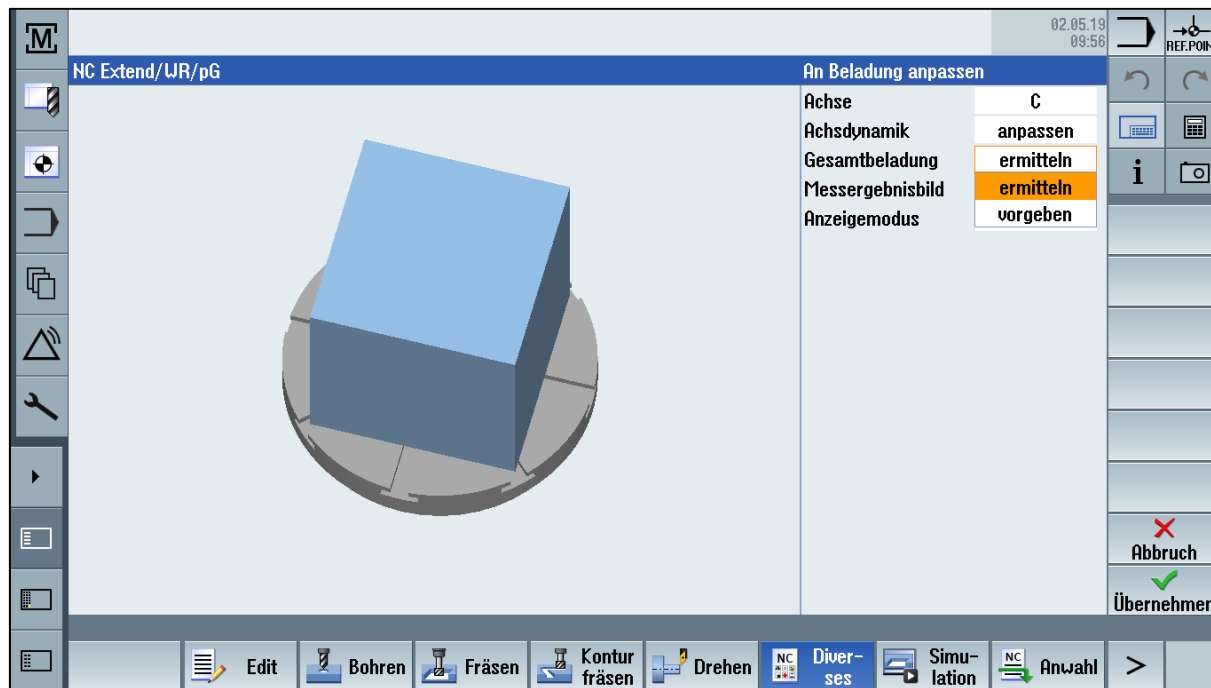 M
02.05.19
09:56
REF.POIN
NC Extend/WR/pG
An Beladung anpassen
Achse C
Achsdynamik anpassen
Gesamtbeladung ermitteln
Messergebnisbild ermitteln
vorgeben
Anzeigemodus
i
Abbruch
Übernehmen
Edit
Bohren
Fräsen
Kontur
fräsen
Drehen
NC
Diver-
ses
Simu-
lation
NC
Anwahl
>